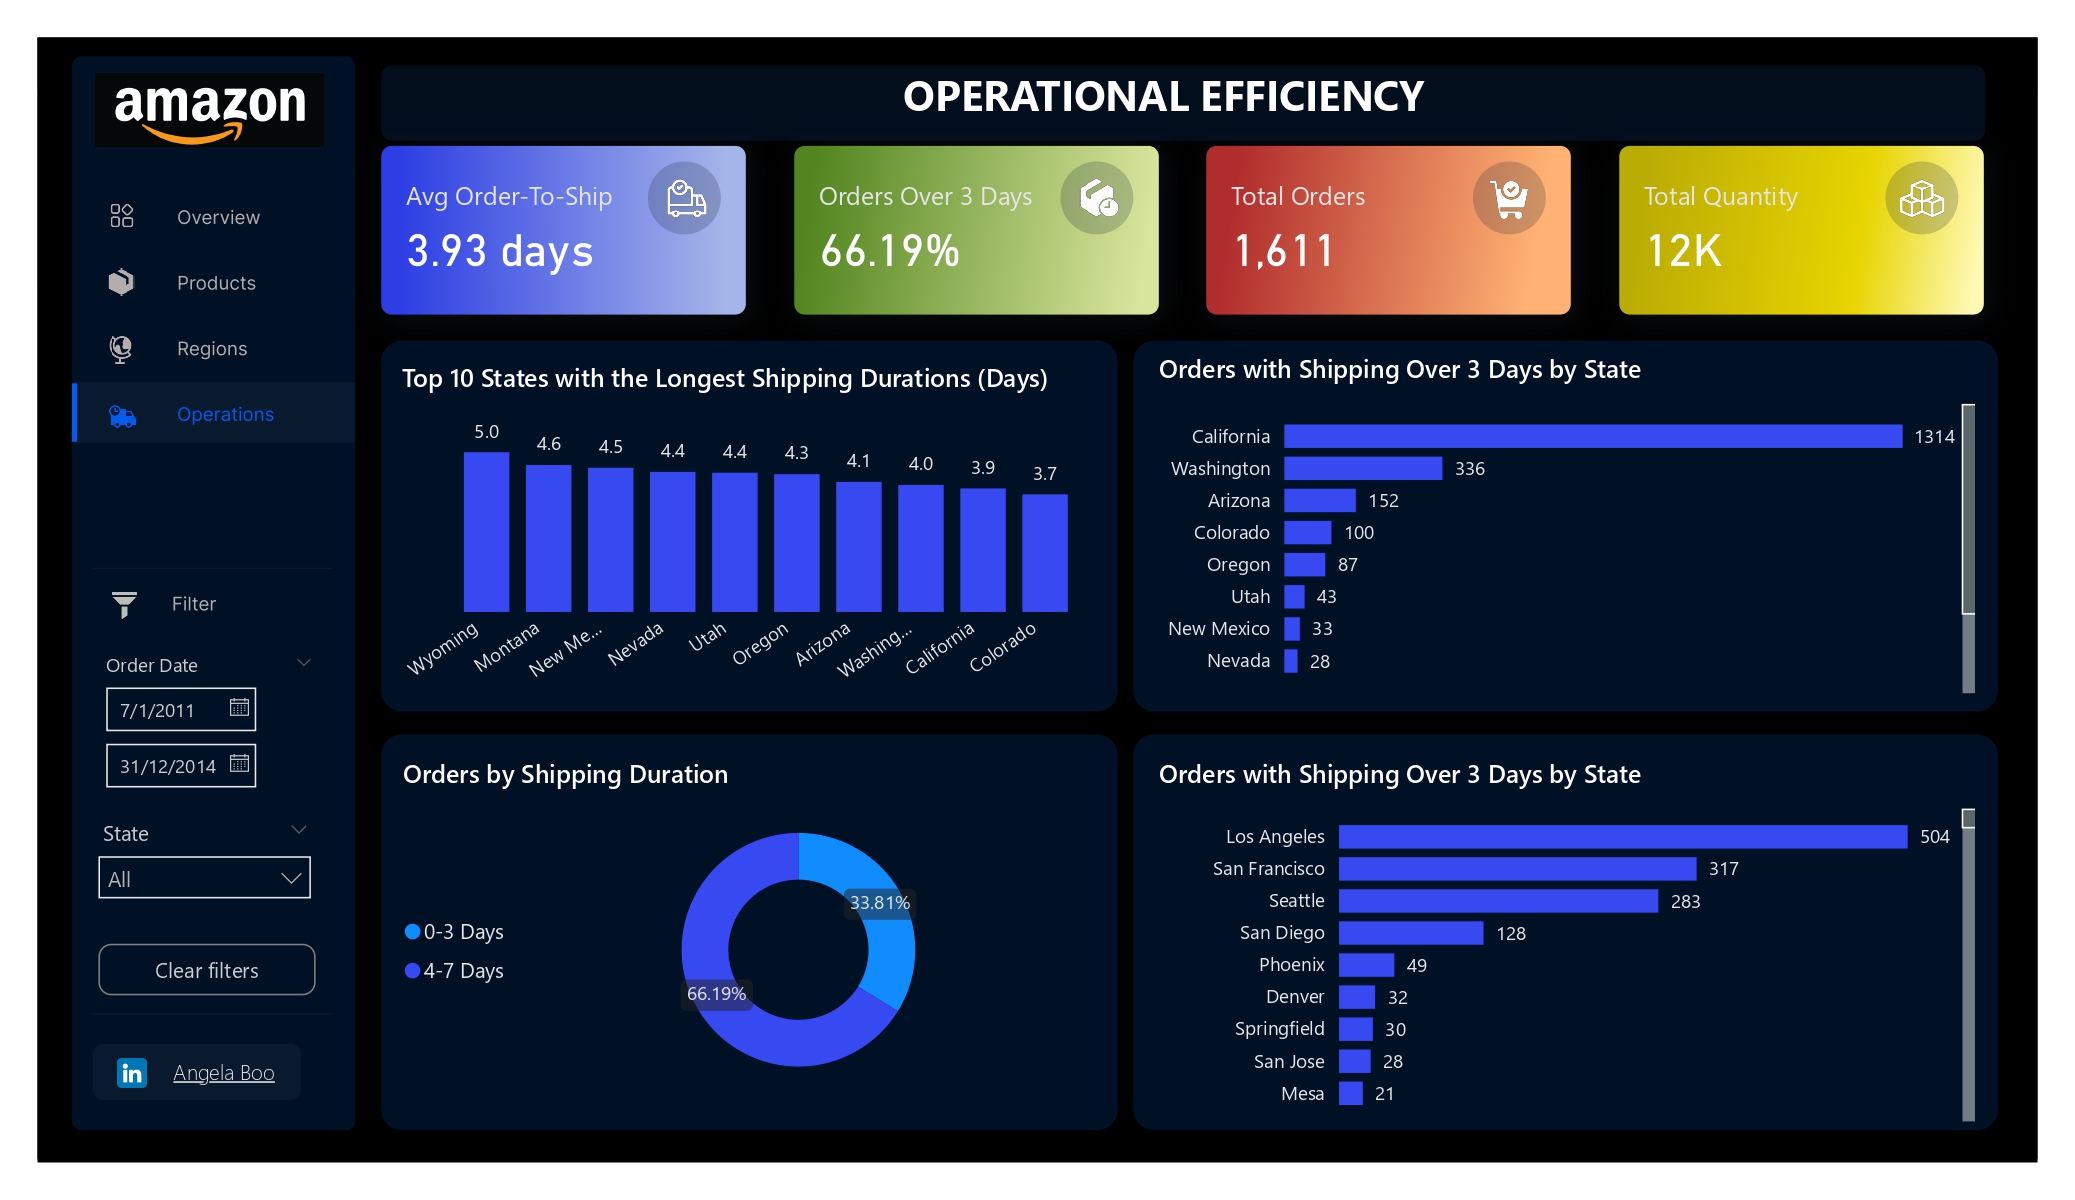 amazon
Overview
Products
Regions
Operations
Filter
Order Date
7/1/2011
31/12/2014
State
All
Clear filters
in
Angela Boo
OPERATIONAL EFFICIENCY
Avg Order-To-Ship
3.93 days
Orders Over 3 Days
66.19%
Total Orders
1,611
Total Quantity
12K
Top 10 States with the Longest Shipping Durations (Days)
5.0 4.6 4.5 4.4 4.4 4.3 4.1 4.0 3.9 3.7
Wyoming Montana New Me... Nevada Utah Oregon Arizona Washing... California Colorado
Orders with Shipping Over 3 Days by State
California 1314
Washington 336
Arizona 152
Colorado 100
Oregon 87
Utah 43
New Mexico 33
Nevada 28
Orders by Shipping Duration
0-3 Days
4-7 Days
33.81%
66.19%
Orders with Shipping Over 3 Days by State
Los Angeles 504
San Francisco 317
Seattle 283
San Diego 128
Phoenix 49
Denver 32
Springfield 30
San Jose 28
Mesa 21